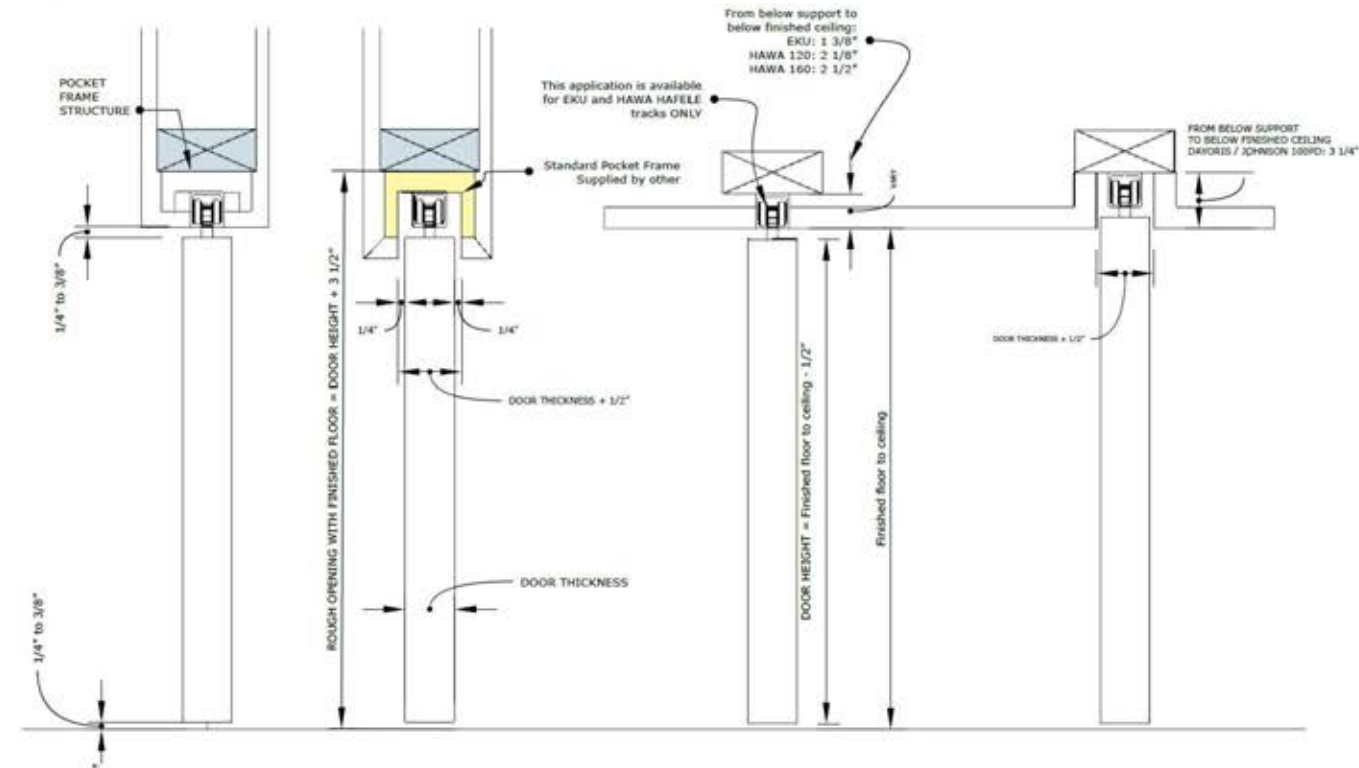 POCKET
FRAME
STRUCTURE
1/4" to 3/8"
1/4" to 3/8"
ROUGH OPENING WITH FINISHED FLOOR = DOOR HEIGHT + 3 1/2"
Standard Pocket Frame
Supplied by other
1/4"
1/4"
DOOR THICKNESS + 1/2"
DOOR THICKNESS
This application is available
for EKU and HAWA HAFELE
tracks ONLY
From below support to
below finished ceiling:
EKU: 1 3/8"
HAWA 120: 2 1/8"
HAWA 160: 2 1/2"
DOOR HEIGHT = Finished floor to ceiling - 1/2"
Finished floor to ceiling
FROM BELOW SUPPORT
TO BELOW FINISHED CEILING
DAYORIS / JOHNSON 100PD: 3 1/4"
DOOR THICKNESS + 1/2"